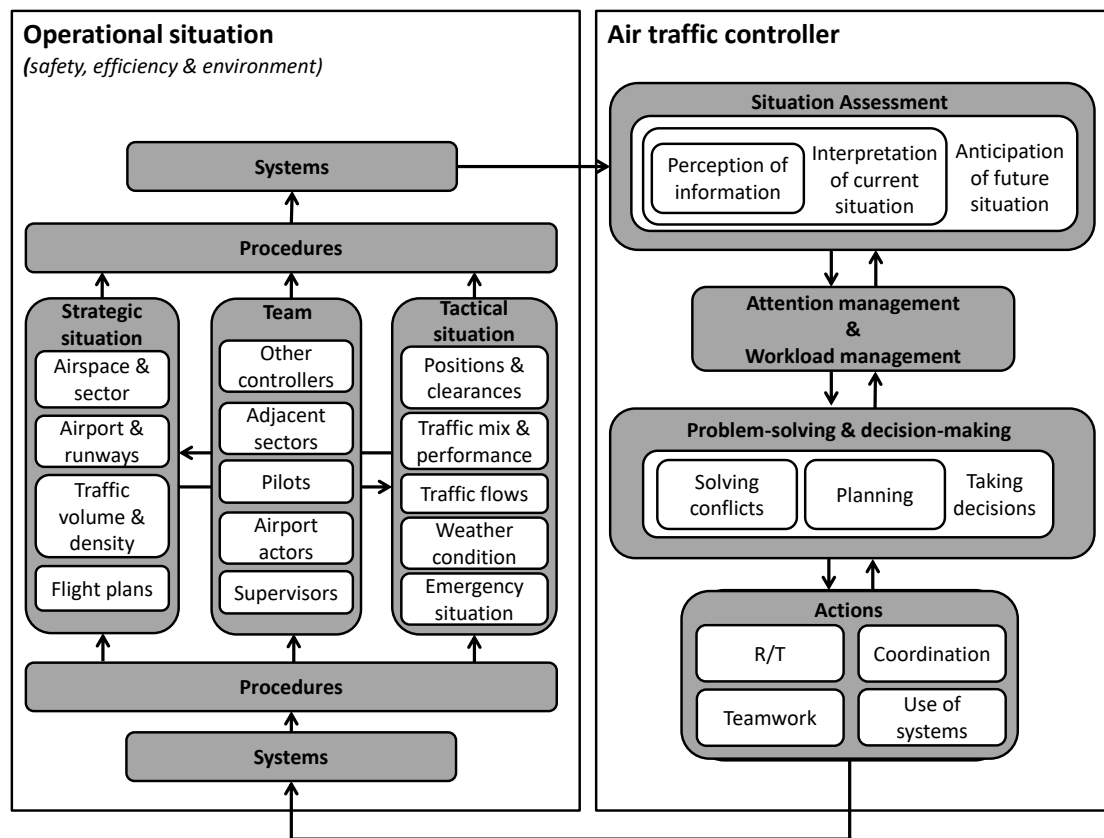 Operational situation
(safety, efficiency & environment)
Systems
Procedures
Strategic
situation
Airspace &
sector
Airport &
runways
Traffic
volume &
density
Flight plans
Team
Other
controllers
Adjacent
sectors
Pilots
Airport
actors
Supervisors
Tactical
situation
Positions &
clearances
Traffic mix &
performance
Traffic flows
Weather
condition
Emergency
situation
Procedures
Systems
Air traffic controller
Situation Assessment
Perception of
information
Interpretation
of current
situation
Anticipation
of future
situation
Attention management
&
Workload management
Problem-solving & decision-making
Solving
conflicts
Planning
Taking
decisions
Actions
R/T
Coordination
Teamwork
Use of
systems